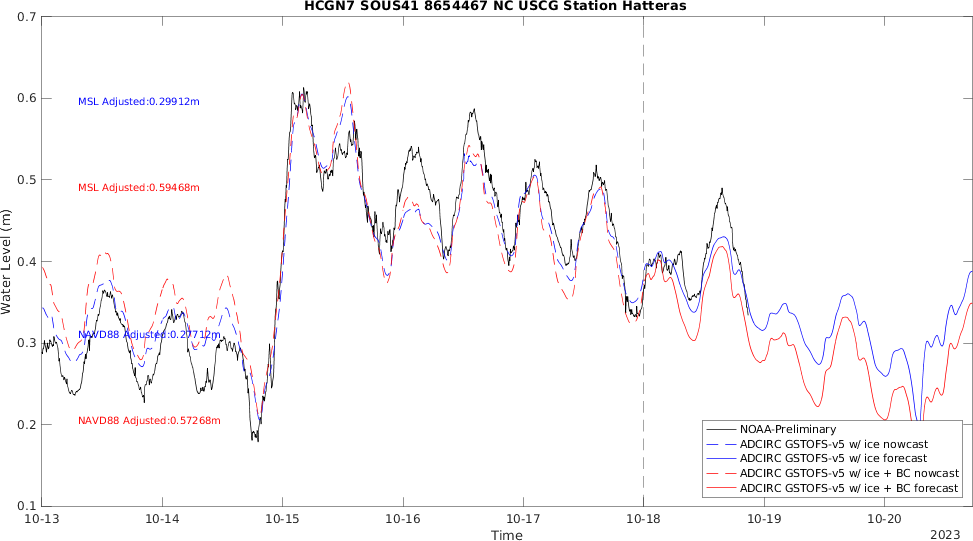 HCGN7 SOUS41 8654467 NC USCG Station Hatteras
0.7
0.6
0.5
0.4
0.3
0.2
0.1
Water Level (m)
MSL Adjusted:0.29912m
MSL Adjusted:0.59468m
NAVD88 Adjusted:0.27712m
NAVD88 Adjusted:0.57268m
NOAA-Preliminary
ADCIRC GSTOFS-v5 w/ ice nowcast
ADCIRC GSTOFS-v5 w/ ice forecast
ADCIRC GSTOFS-v5 w/ ice + BC nowcast
ADCIRC GSTOFS-v5 w/ ice + BC forecast
10-13 10-14 10-15 10-16 10-17 10-18 10-19 10-20
Time
2023